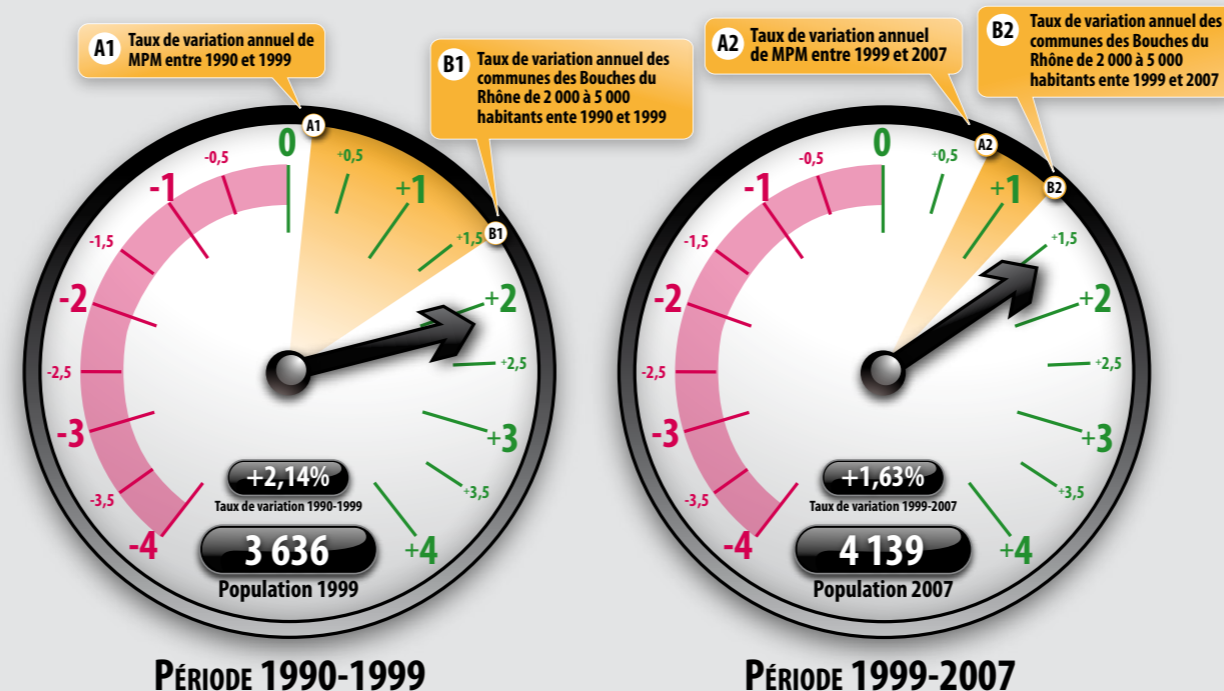 A1
Taux de variation annuel de
MPM entre 1990 et 1999
B1
Taux de variation annuel des
communes des Bouches du
Rhône de 2 000 à 5 000
habitants ente 1990 et 1999
A1
B1
0
+0,5
+1
+1,5
+2
+2,5
+3
+3,5
+4
-0,5
-1
-1,5
-2
-2,5
-3
-3,5
-4
+2,14%
Taux de variation 1990-1999
3 636
Population 1999
PÉRIODE 1990-1999
A2
Taux de variation annuel
de MPM entre 1999 et 2007
B2
Taux de variation annuel des
communes des Bouches du
Rhône de 2 000 à 5 000
habitants ente 1999 et 2007
A2
B2
0
+0,5
+1
+1,5
+2
+2,5
+3
+3,5
+4
-0,5
-1
-1,5
-2
-2,5
-3
-3,5
-4
+1,63%
Taux de variation 1999-2007
4 139
Population 2007
PÉRIODE 1999-2007